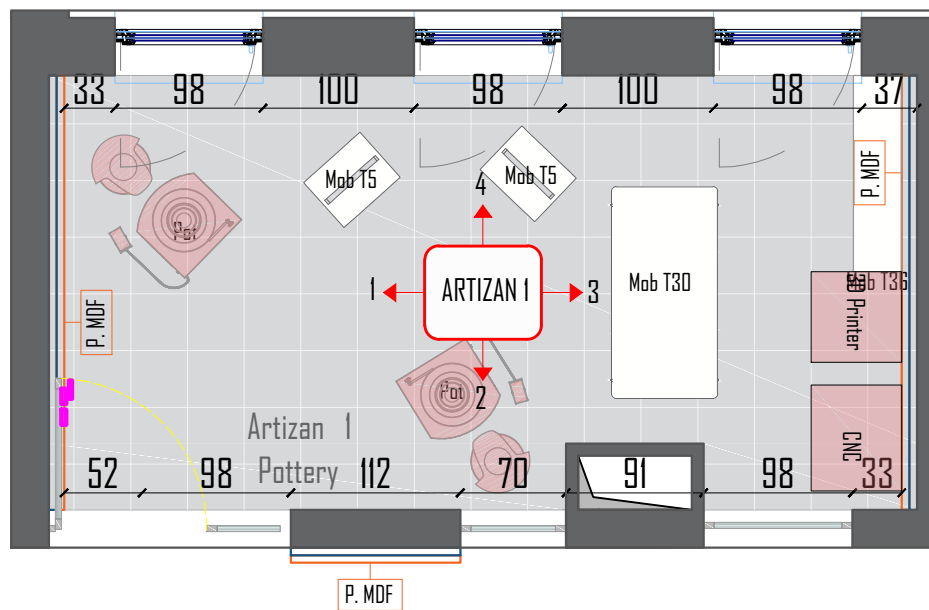 33 98 100 98 100 98 37
Mob T5
Mob T5
P. MDF
4
Pot
1
ARTIZAN 1
3
Mob T30
Mob T36
3D Printer
P. MDF
Pot
2
Artizan 1
Pottery
CNC
52 98 112 70 91 98 33
P. MDF